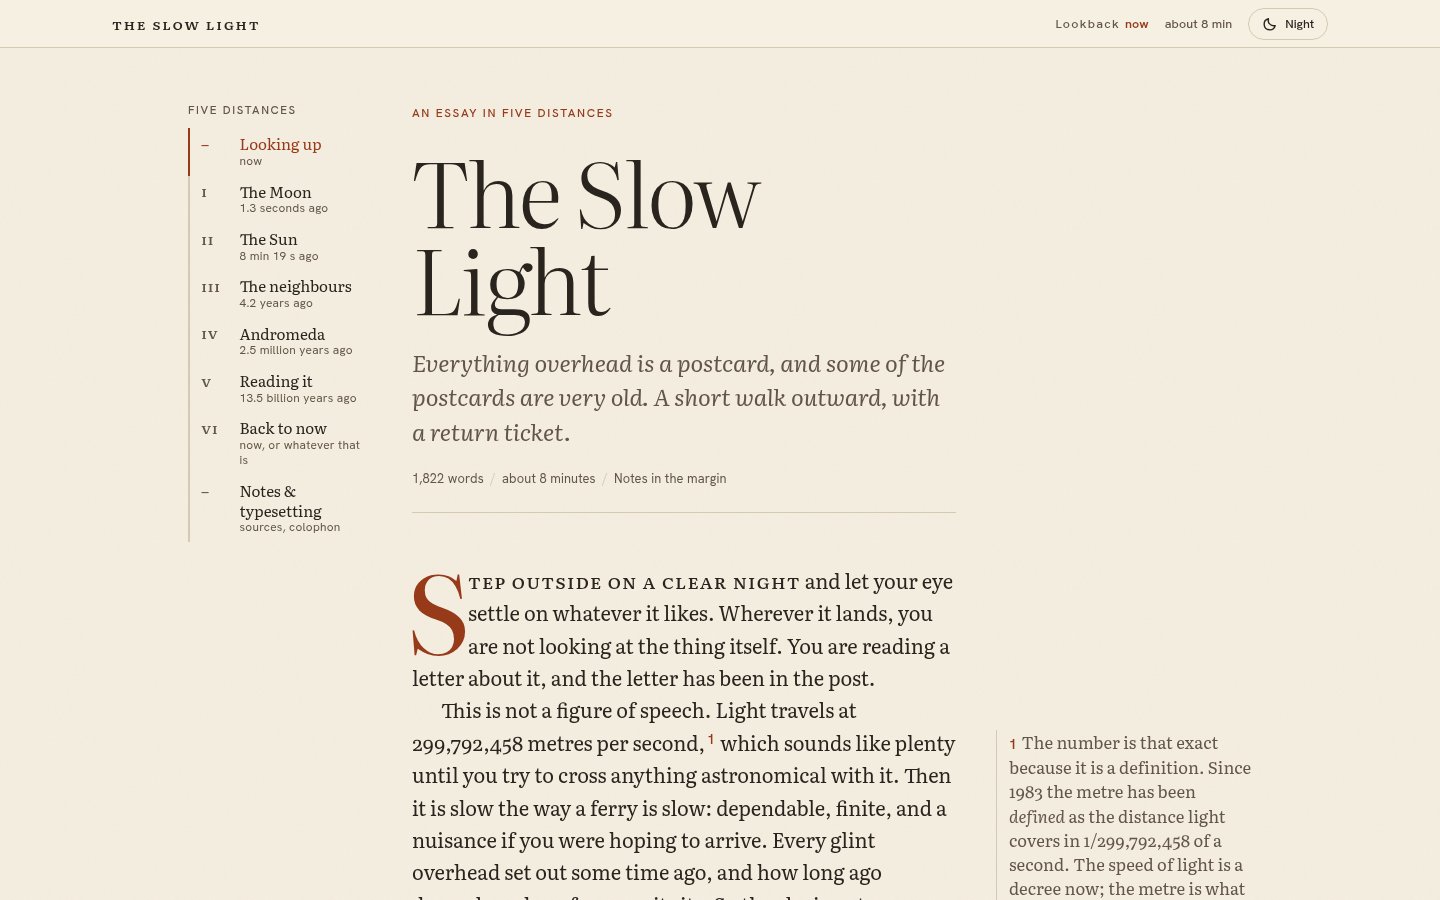 THE SLOW LIGHT
Lookback now about 8 min Night
FIVE DISTANCES
– Looking up
now
I The Moon
1.3 seconds ago
II The Sun
8 min 19 s ago
III The neighbours
4.2 years ago
IV Andromeda
2.5 million years ago
V Reading it
13.5 billion years ago
VI Back to now
now, or whatever that
is
– Notes &
typesetting
sources, colophon
AN ESSAY IN FIVE DISTANCES
The Slow
Light
Everything overhead is a postcard, and some of the
postcards are very old. A short walk outward, with
a return ticket.
1,822 words / about 8 minutes / Notes in the margin
STEP OUTSIDE ON A CLEAR NIGHT and let your eye
settle on whatever it likes. Wherever it lands, you
are not looking at the thing itself. You are reading a
letter about it, and the letter has been in the post.
This is not a figure of speech. Light travels at
299,792,458 metres per second,1 which sounds like plenty
until you try to cross anything astronomical with it. Then
it is slow the way a ferry is slow: dependable, finite, and a
nuisance if you were hoping to arrive. Every glint
overhead set out some time ago, and how long ago
1 The number is that exact
because it is a definition. Since
1983 the metre has been
defined as the distance light
covers in 1/299,792,458 of a
second. The speed of light is a
decree now; the metre is what